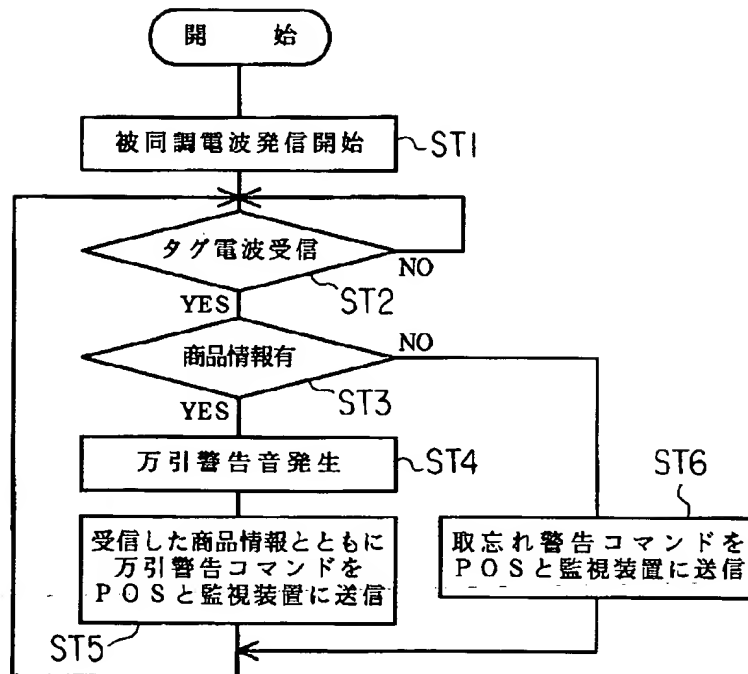 開 始
被同調電波発信開始
ST1
タグ電波受信
NO
ST2
YES
商品情報有
NO
ST3
YES
万引警告音発生
ST4
ST6
受信した商品情報とともに
万引警告コマンドを
POSと監視装置に送信
ST5
取忘れ警告コマンドを
POSと監視装置に送信